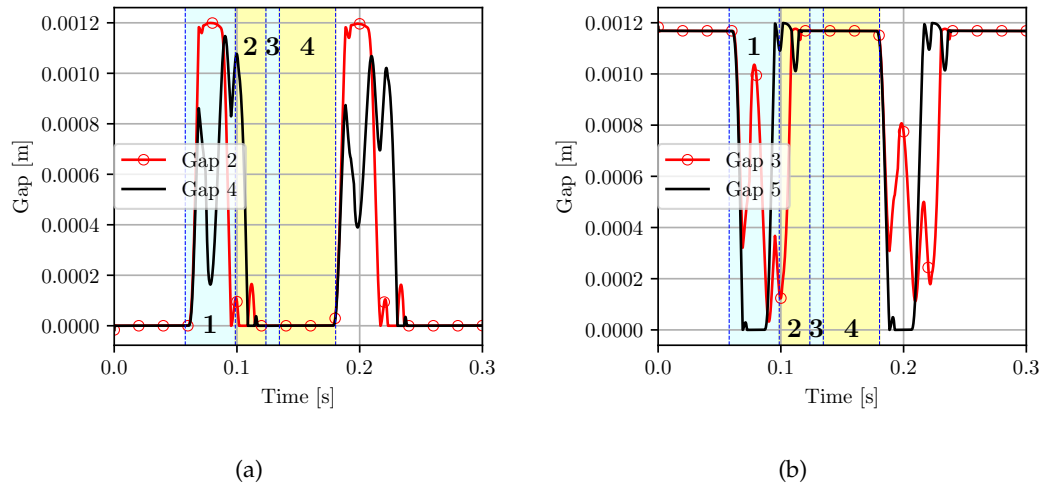 0.0012
0.0010
0.0008
0.0006
0.0004
0.0002
0.0000
Gap [m]
2 3 4
Gap 2
Gap 4
1
0.0 0.1 0.2 0.3
Time [s]
(a)
0.0012
0.0010
0.0008
0.0006
0.0004
0.0002
0.0000
Gap [m]
1
Gap 3
Gap 5
2 3 4
0.0 0.1 0.2 0.3
Time [s]
(b)